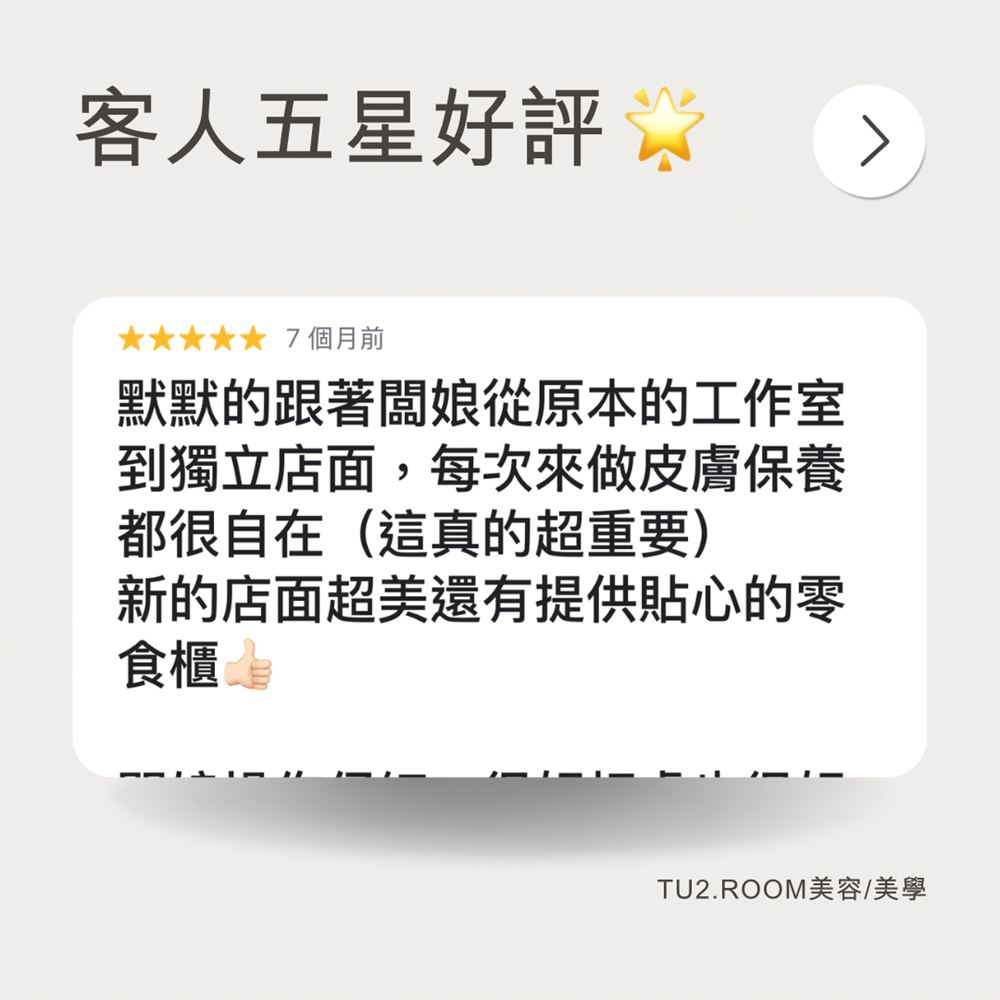 客人五星好評🌟
7 個月前
默默的跟著闆娘從原本的工作室
到獨立店面，每次來做皮膚保養
都很自在（這真的超重要）
新的店面超美還有提供貼心的零
食櫃👍🏻
TU2.ROOM美容/美學